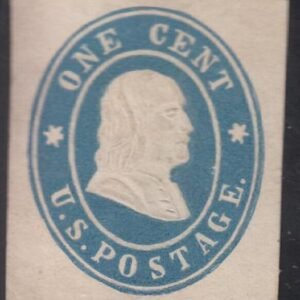 ONE CENT
U.S. POSTAGE.